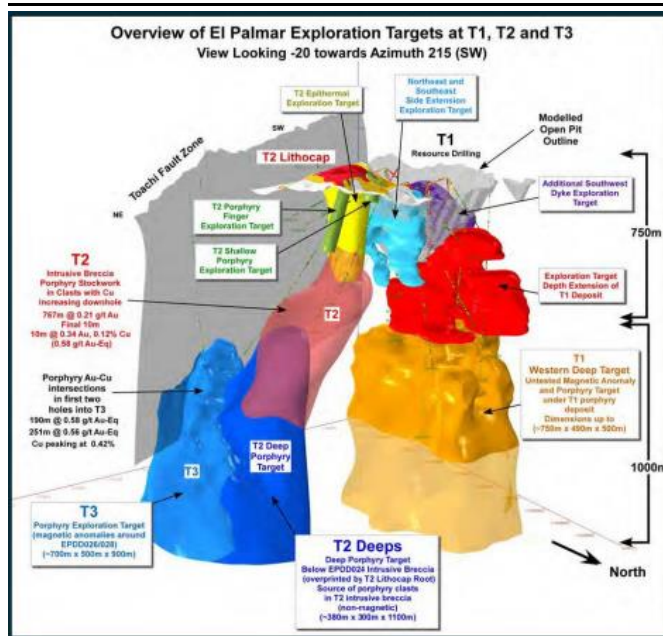 Overview of El Palmar Exploration Targets at T1, T2 and T3
View Looking -20 towards Azimuth 215 (SW)
T2 Epithermal
Exploration Target
Northeast and
Southeast
Side Extension
Exploration Target
Modelled
Open Pit
Outline
SW
Toachi Fault Zone
NE
T2 Lithocap
T1
Resource Drilling
T2 Porphyry
Finger
Exploration Target
Additional Southwest
Dyke Exploration
Target
T2 Shallow
Porphyry
Exploration Target
750m
T2
Intrusive Breccia
Porphyry Stockwork
in Clasts with Cu
increasing downhole
767m @ 0.21 g/t Au
Final 10m
10m @ 0.34 Au, 0.12% Cu
(0.58 g/t Au-Eq)
T2
Exploration Target
Depth Extension of
T1 Deposit
Porphyry Au-Cu
intersections
in first two
holes into T3
190m @ 0.58 g/t Au-Eq
251m @ 0.56 g/t Au-Eq
Cu peaking at 0.42%
T1
Western Deep Target
Untested Magnetic Anomaly
and Porphyry Target
under T1 porphyry
deposit
Dimensions up to
(~750m x 490m x 500m)
T2 Deep
Porphyry
Target
T3
1000m
T3
Porphyry Exploration Target
(magnetic anomalies around
EPDD026/028)
(~700m x 500m x 900m)
T2 Deeps
Deep Porphyry Target
Below EPDD024 Intrusive Breccia
(overprinted by T2 Lithocap Root)
Source of porphyry clasts
in T2 intrusive breccia
(non-magnetic)
(~380m x 300m x 1100m)
North